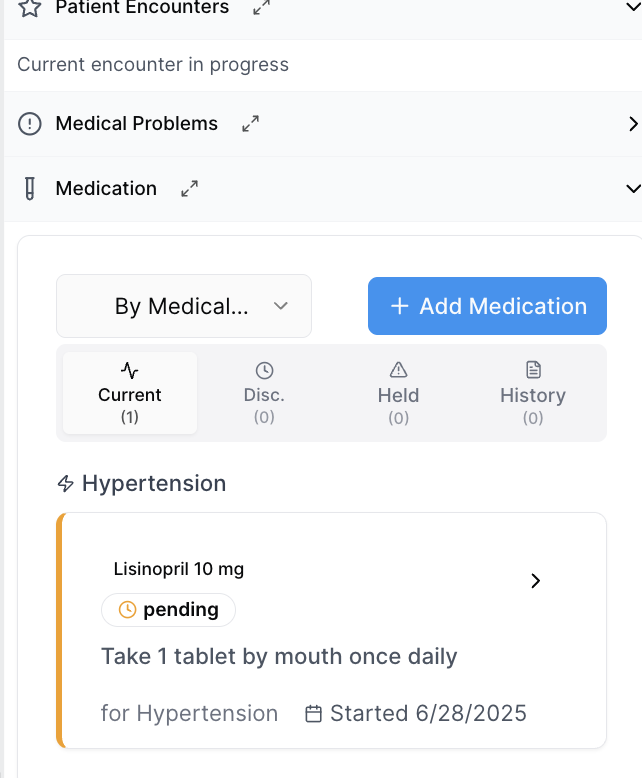 Patient Encounters
Current encounter in progress
Medical Problems
Medication
By Medical...
+ Add Medication
Current
(1)
Disc.
(0)
Held
(0)
History
(0)
Hypertension
Lisinopril 10 mg
pending
Take 1 tablet by mouth once daily
for Hypertension Started 6/28/2025